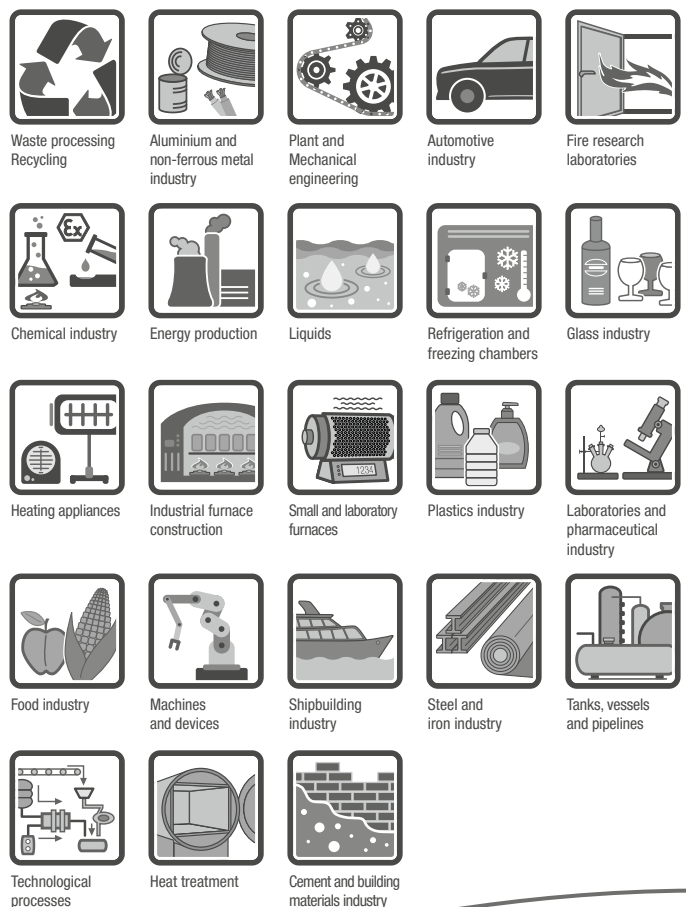 Waste processing
Recycling
Aluminium and
non-ferrous metal
industry
Plant and
Mechanical
engineering
Automotive
industry
Fire research
laboratories
Ex
Chemical industry
Energy production
Liquids
Refrigeration and
freezing chambers
Glass industry
Heating appliances
Industrial furnace
construction
1234
Small and laboratory
furnaces
Plastics industry
Laboratories and
pharmaceutical
industry
Food industry
Machines
and devices
Shipbuilding
industry
Steel and
iron industry
Tanks, vessels
and pipelines
Technological
processes
Heat treatment
Cement and building
materials industry